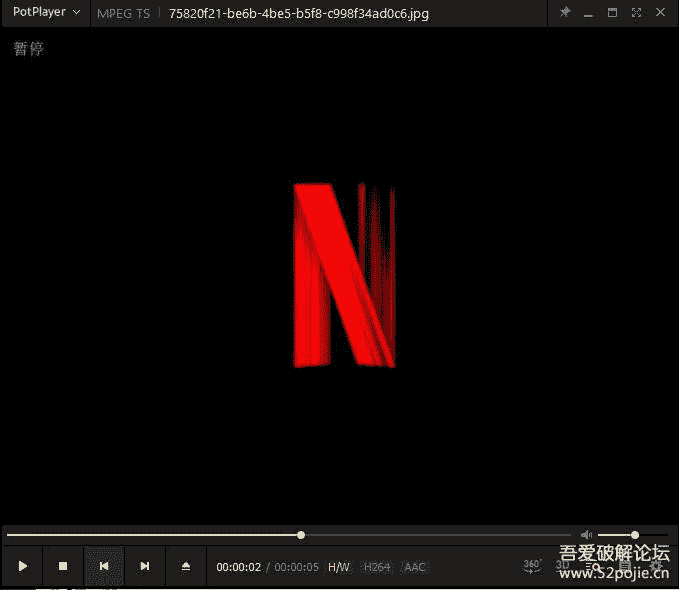 PotPlayer MPEG TS 75820f21-be6b-4be5-b5f8-c998f34ad0c6.jpg
暂停
N
00:00:02 / 00:00:05 H/W H264 AAC 360° 3D
吾爱破解论坛
www.52pojie.cn